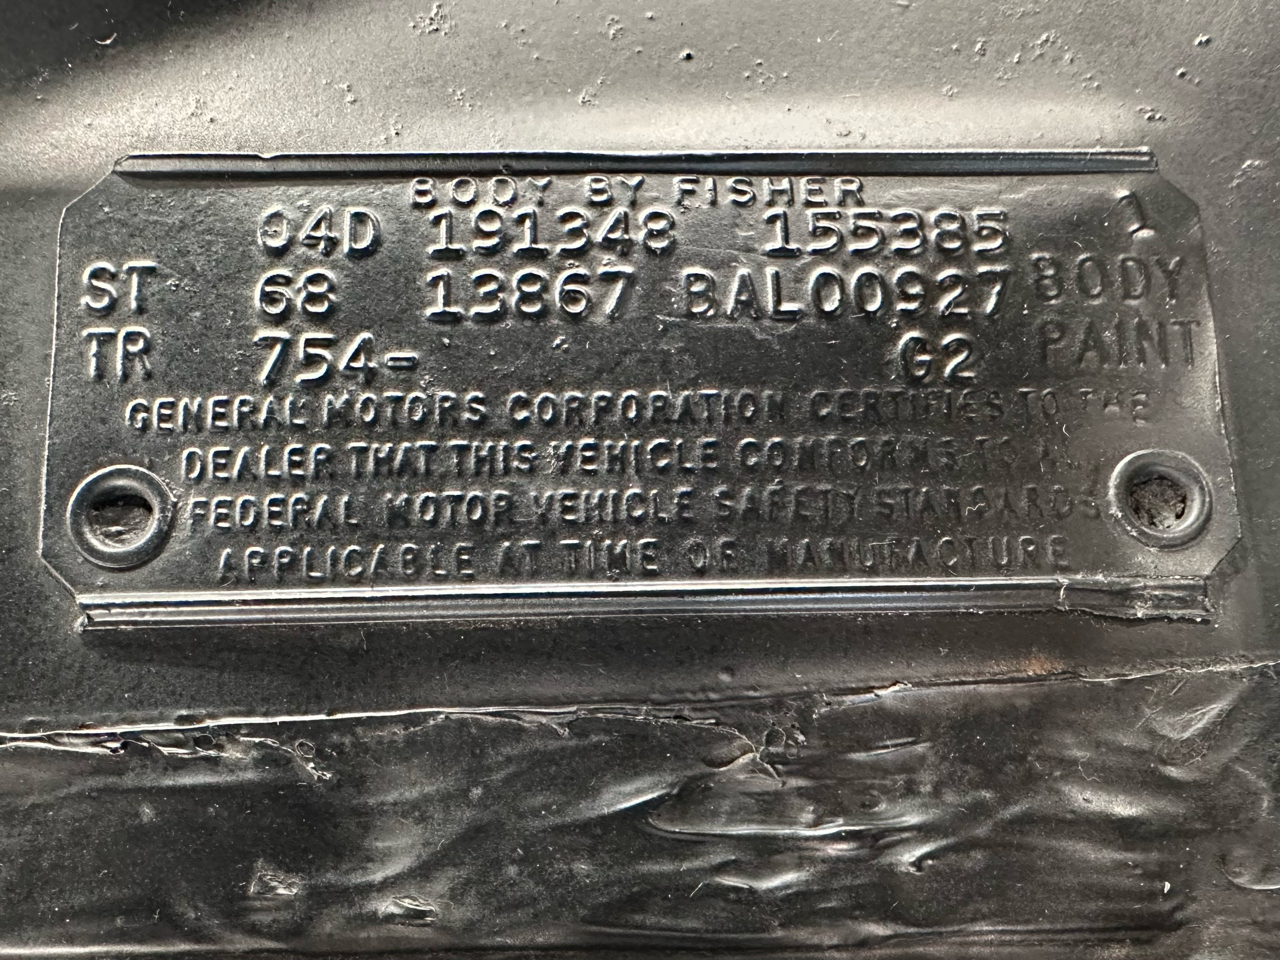 BODY BY FISHER
04D 191348 155385 1
ST 68 13867 BAL00927 BODY
TR 754- G2 PAINT
GENERAL MOTORS CORPORATION CERTIFIES TO THE
DEALER THAT THIS VEHICLE CONFORMS TO ALL
FEDERAL MOTOR VEHICLE SAFETY STANDARDS
APPLICABLE AT TIME OF MANUFACTURE